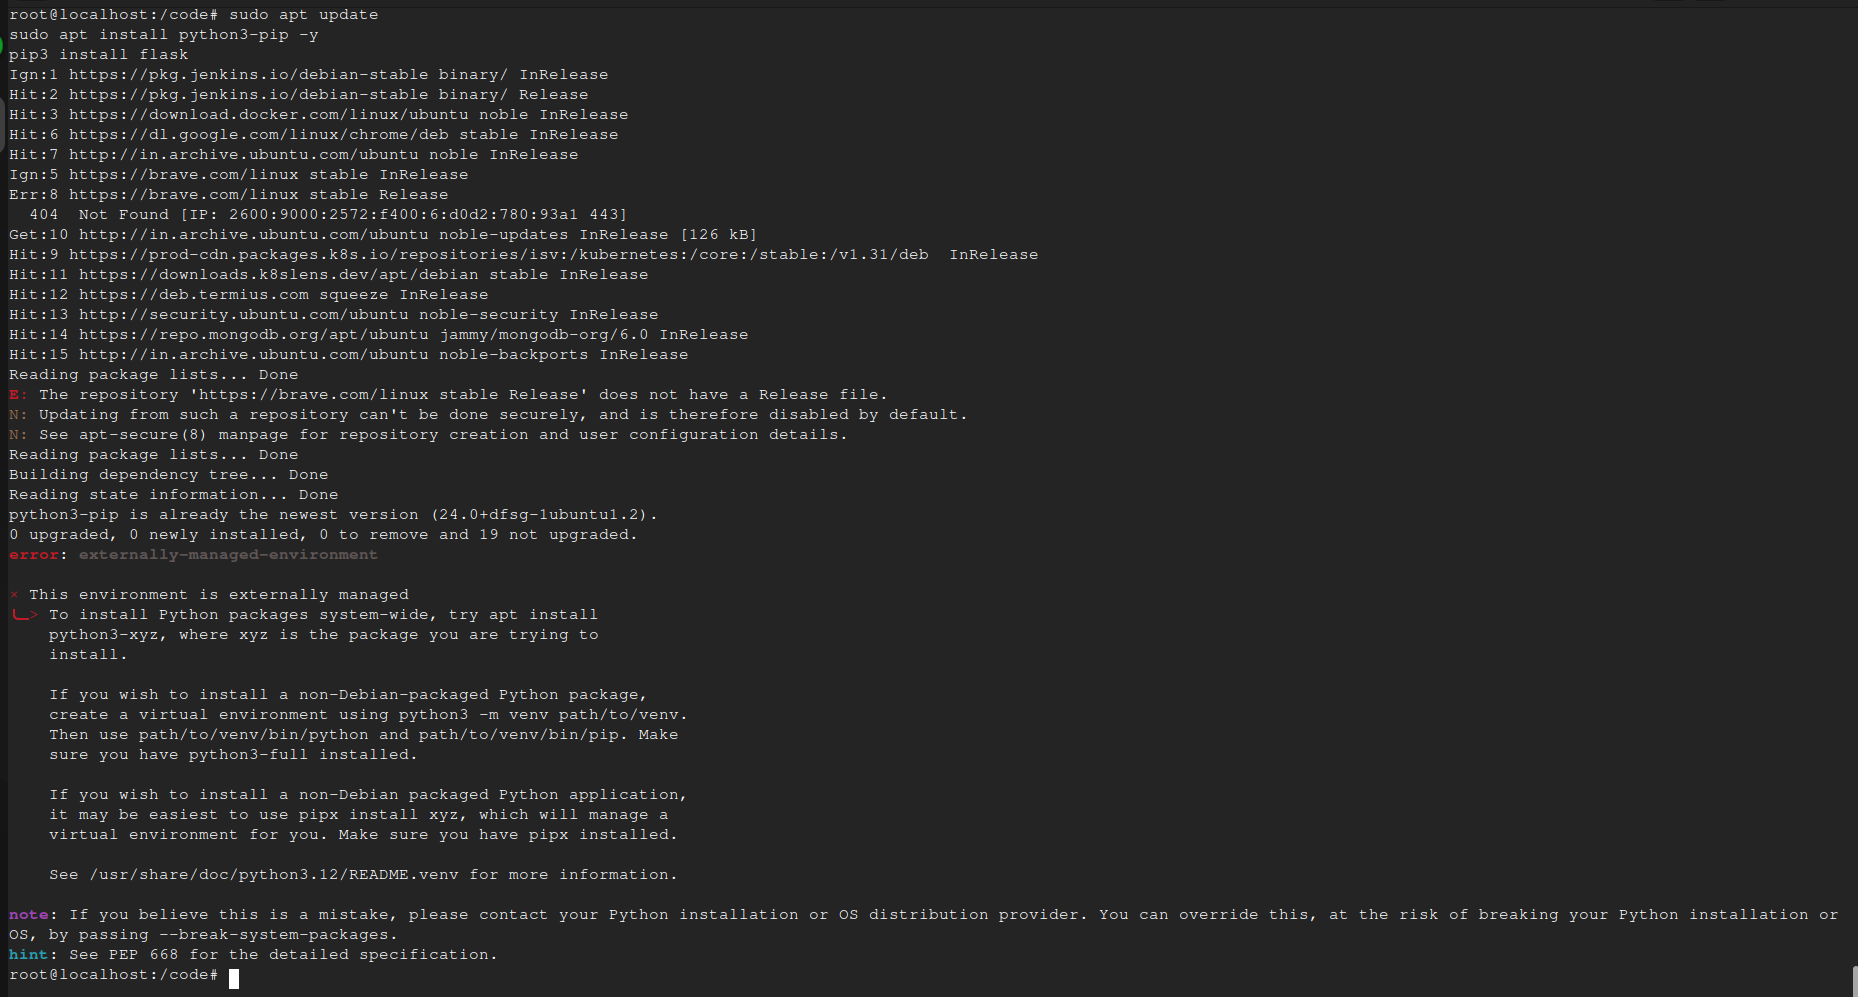 root@localhost:/code# sudo apt update
sudo apt install python3-pip -y
pip3 install flask
Ign:1 https://pkg.jenkins.io/debian-stable binary/ InRelease
Hit:2 https://pkg.jenkins.io/debian-stable binary/ Release
Hit:3 https://download.docker.com/linux/ubuntu noble InRelease
Hit:6 https://dl.google.com/linux/chrome/deb stable InRelease
Hit:7 http://in.archive.ubuntu.com/ubuntu noble InRelease
Ign:5 https://brave.com/linux stable InRelease
Err:8 https://brave.com/linux stable Release
  404  Not Found [IP: 2600:9000:2572:f400:6:d0d2:780:93a1 443]
Get:10 http://in.archive.ubuntu.com/ubuntu noble-updates InRelease [126 kB]
Hit:9 https://prod-cdn.packages.k8s.io/repositories/isv:/kubernetes:/core:/stable:/v1.31/deb  InRelease
Hit:11 https://downloads.k8slens.dev/apt/debian stable InRelease
Hit:12 https://deb.termius.com squeeze InRelease
Hit:13 http://security.ubuntu.com/ubuntu noble-security InRelease
Hit:14 https://repo.mongodb.org/apt/ubuntu jammy/mongodb-org/6.0 InRelease
Hit:15 http://in.archive.ubuntu.com/ubuntu noble-backports InRelease
Reading package lists... Done
E: The repository 'https://brave.com/linux stable Release' does not have a Release file.
N: Updating from such a repository can't be done securely, and is therefore disabled by default.
N: See apt-secure(8) manpage for repository creation and user configuration details.
Reading package lists... Done
Building dependency tree... Done
Reading state information... Done
python3-pip is already the newest version (24.0+dfsg-1ubuntu1.2).
0 upgraded, 0 newly installed, 0 to remove and 19 not upgraded.
error: externally-managed-environment

× This environment is externally managed
╰─> To install Python packages system-wide, try apt install
    python3-xyz, where xyz is the package you are trying to
    install.

    If you wish to install a non-Debian-packaged Python package,
    create a virtual environment using python3 -m venv path/to/venv.
    Then use path/to/venv/bin/python and path/to/venv/bin/pip. Make
    sure you have python3-full installed.

    If you wish to install a non-Debian packaged Python application,
    it may be easiest to use pipx install xyz, which will manage a
    virtual environment for you. Make sure you have pipx installed.

    See /usr/share/doc/python3.12/README.venv for more information.

note: If you believe this is a mistake, please contact your Python installation or OS distribution provider. You can override this, at the risk of breaking your Python installation or
OS, by passing --break-system-packages.
hint: See PEP 668 for the detailed specification.
root@localhost:/code#